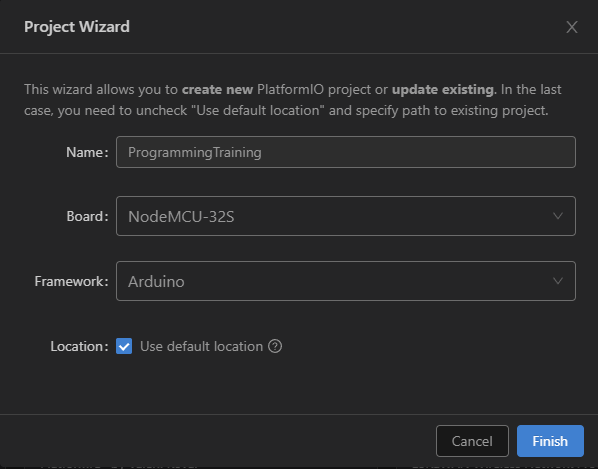 Project Wizard
This wizard allows you to create new PlatformIO project or update existing. In the last
case, you need to uncheck "Use default location" and specify path to existing project.
Name: ProgrammingTraining
Board: NodeMCU-32S
Framework: Arduino
Location: Use default location
Cancel Finish